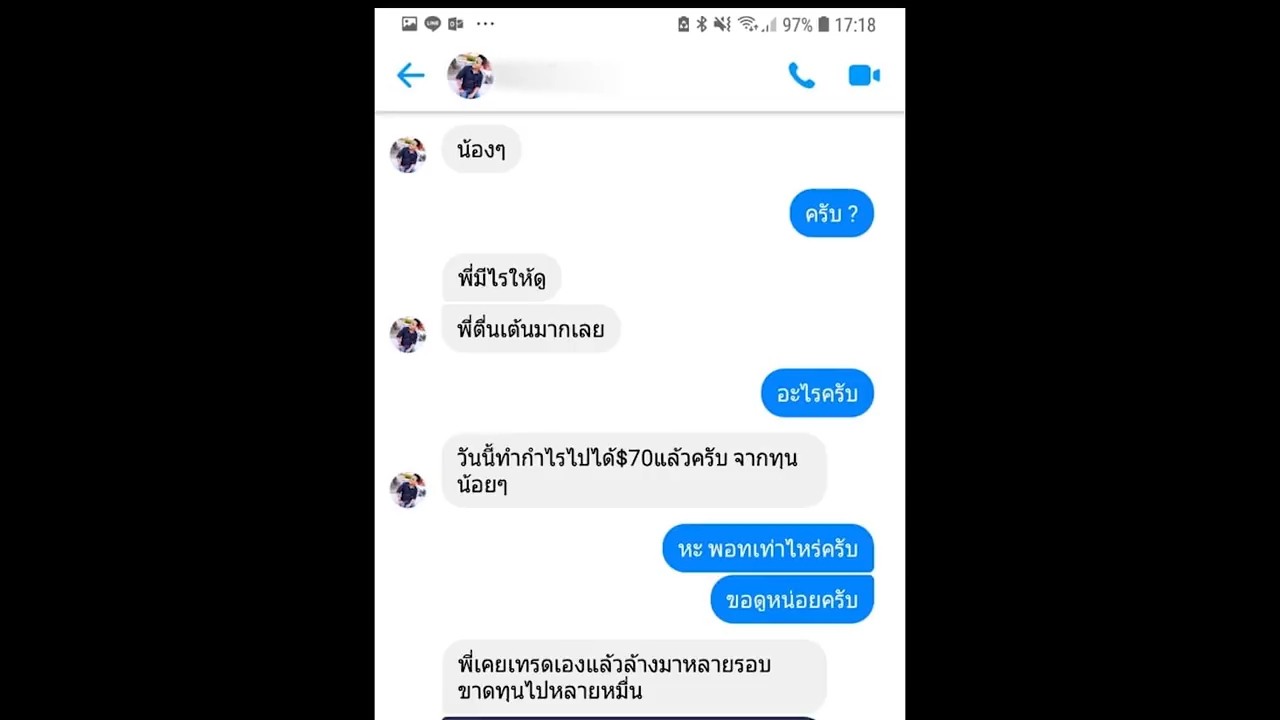 97% 17:18
น้องๆ
ครับ ?
พี่มีไรให้ดู
พี่ตื่นเต้นมากเลย
อะไรครับ
วันนี้ทำกำไรไปได้$70แล้วครับ จากทุน
น้อยๆ
หะ พอทเท่าไหร่ครับ
ขอดูหน่อยครับ
พี่เคยเทรดเองแล้วล้างมาหลายรอบ
ขาดทุนไปหลายหมื่น